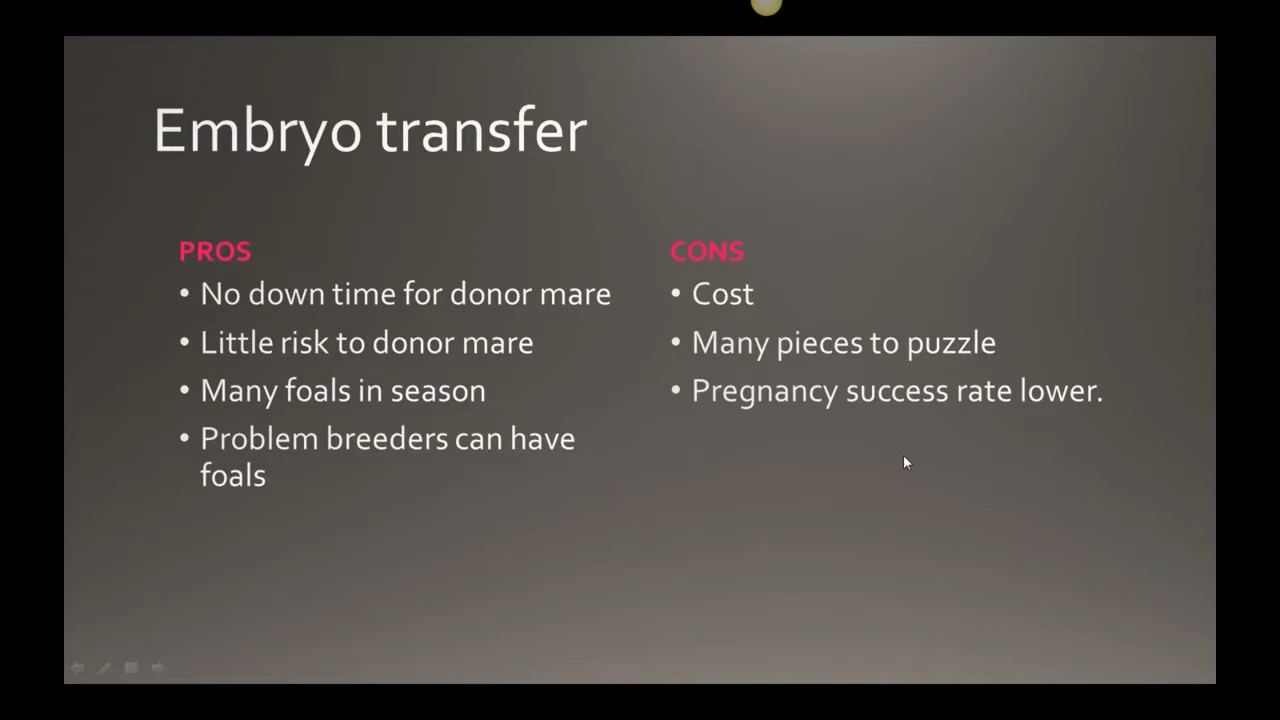 Embryo transfer
PROS
• No down time for donor mare
• Little risk to donor mare
• Many foals in season
• Problem breeders can have
foals
CONS
• Cost
• Many pieces to puzzle
• Pregnancy success rate lower.